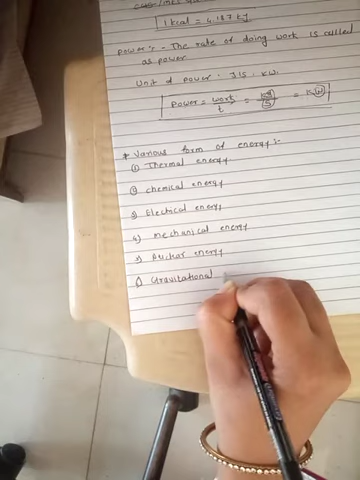 1 kcal = 4.187 kJ
Power :- The rate of doing work is called
as power
Unit of power : J/s, kw.
Power = work/t = kJ/s = kW
* Various form of energy :-
① Thermal energy
② chemical energy
3) Electrical energy
4) mechanical energy
5) energy
6) Gravitational